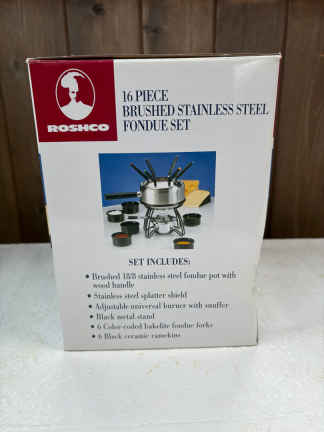 ROSHCO
16 PIECE
BRUSHED STAINLESS STEEL
FONDUE SET
SET INCLUDES:
• Brushed 18/8 stainless steel fondue pot with
wood handle
• Stainless steel splatter shield
• Adjustable universal burner with snuffer
• Black metal stand
• 6 Color-coded bakelite fondue forks
• 6 Black ceramic ramekins